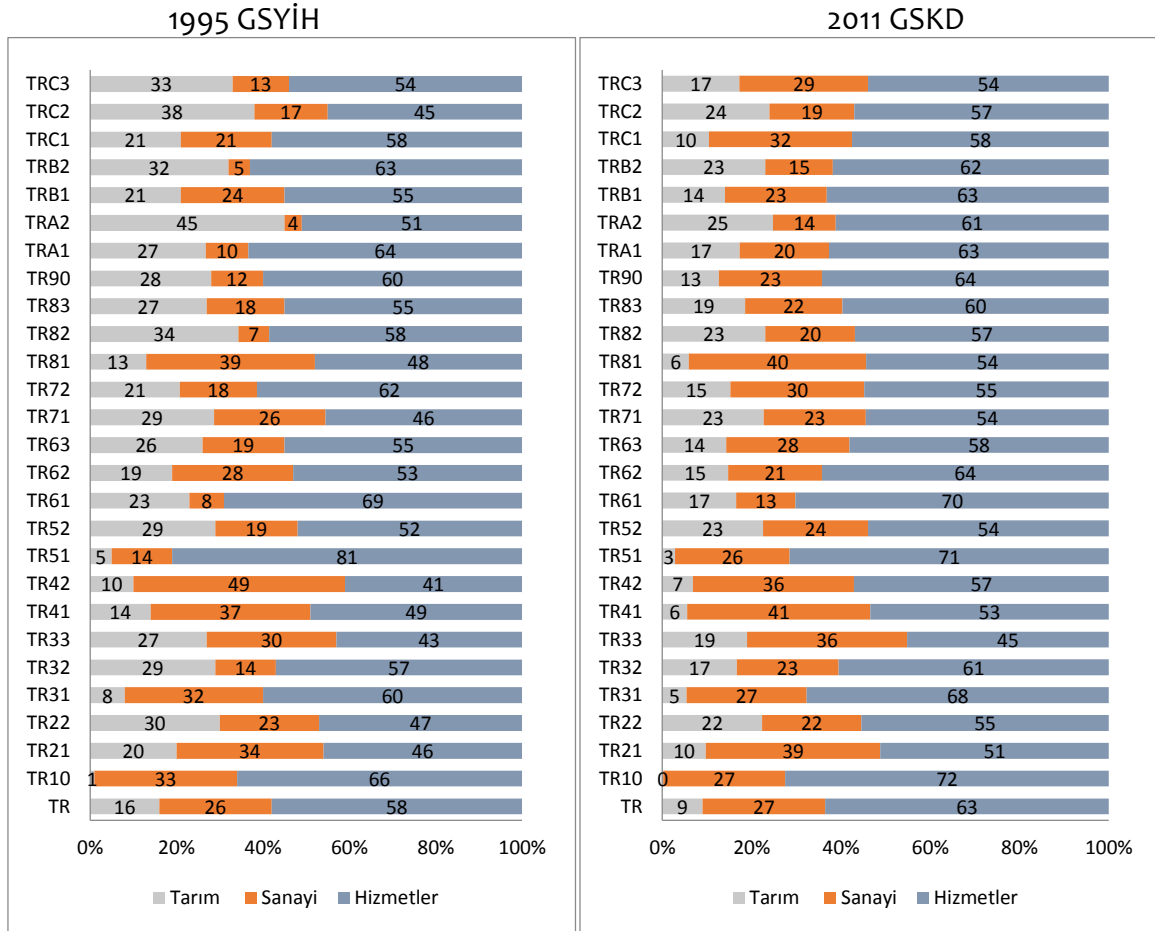 1995 GSYİH
TRC3 33 13 54
TRC2 38 17 45
TRC1 21 21 58
TRB2 32 5 63
TRB1 21 24 55
TRA2 45 4 51
TRA1 27 10 64
TR90 28 12 60
TR83 27 18 55
TR82 34 7 58
TR81 13 39 48
TR72 21 18 62
TR71 29 26 46
TR63 26 19 55
TR62 19 28 53
TR61 23 8 69
TR52 29 19 52
TR51 5 14 81
TR42 10 49 41
TR41 14 37 49
TR33 27 30 43
TR32 29 14 57
TR31 8 32 60
TR22 30 23 47
TR21 20 34 46
TR10 1 33 66
TR 16 26 58
0% 20% 40% 60% 80% 100%
Tarım Sanayi Hizmetler
2011 GSKD
TRC3 17 29 54
TRC2 24 19 57
TRC1 10 32 58
TRB2 23 15 62
TRB1 14 23 63
TRA2 25 14 61
TRA1 17 20 63
TR90 13 23 64
TR83 19 22 60
TR82 23 20 57
TR81 6 40 54
TR72 15 30 55
TR71 23 23 54
TR63 14 28 58
TR62 15 21 64
TR61 17 13 70
TR52 23 24 54
TR51 3 26 71
TR42 7 36 57
TR41 6 41 53
TR33 19 36 45
TR32 17 23 61
TR31 5 27 68
TR22 22 22 55
TR21 10 39 51
TR10 0 27 72
TR 9 27 63
0% 20% 40% 60% 80% 100%
Tarım Sanayi Hizmetler